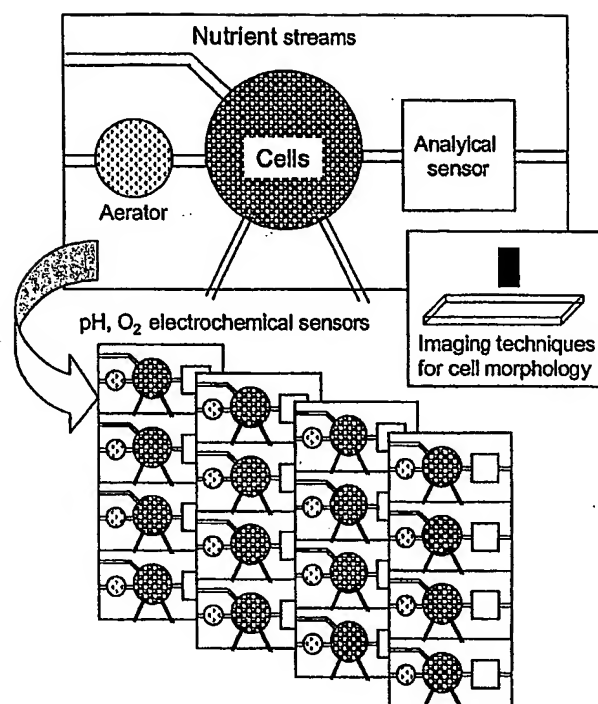 Nutrient streams
Cells
Analyical
sensor
Aerator
pH, O₂ electrochemical sensors
Imaging techniques
for cell morphology